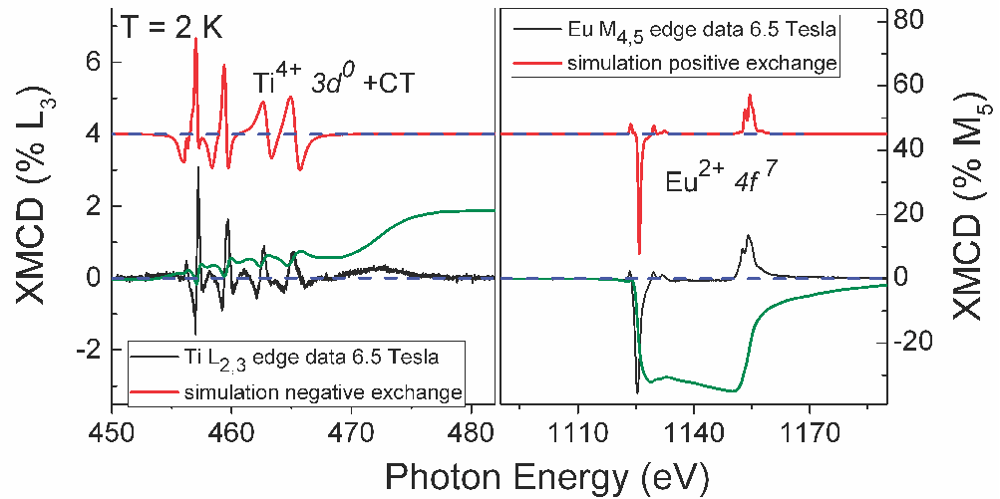 T = 2 K
Ti4+ 3d0 +CT
6
4
2
0
-2
XMCD (% L3)
Ti L2,3 edge data 6.5 Tesla
simulation negative exchange
450
460
470
480
Eu M4,5 edge data 6.5 Tesla
simulation positive exchange
Eu2+ 4f 7
80
60
40
20
0
-20
XMCD (% M5)
1110
1140
1170
Photon Energy (eV)